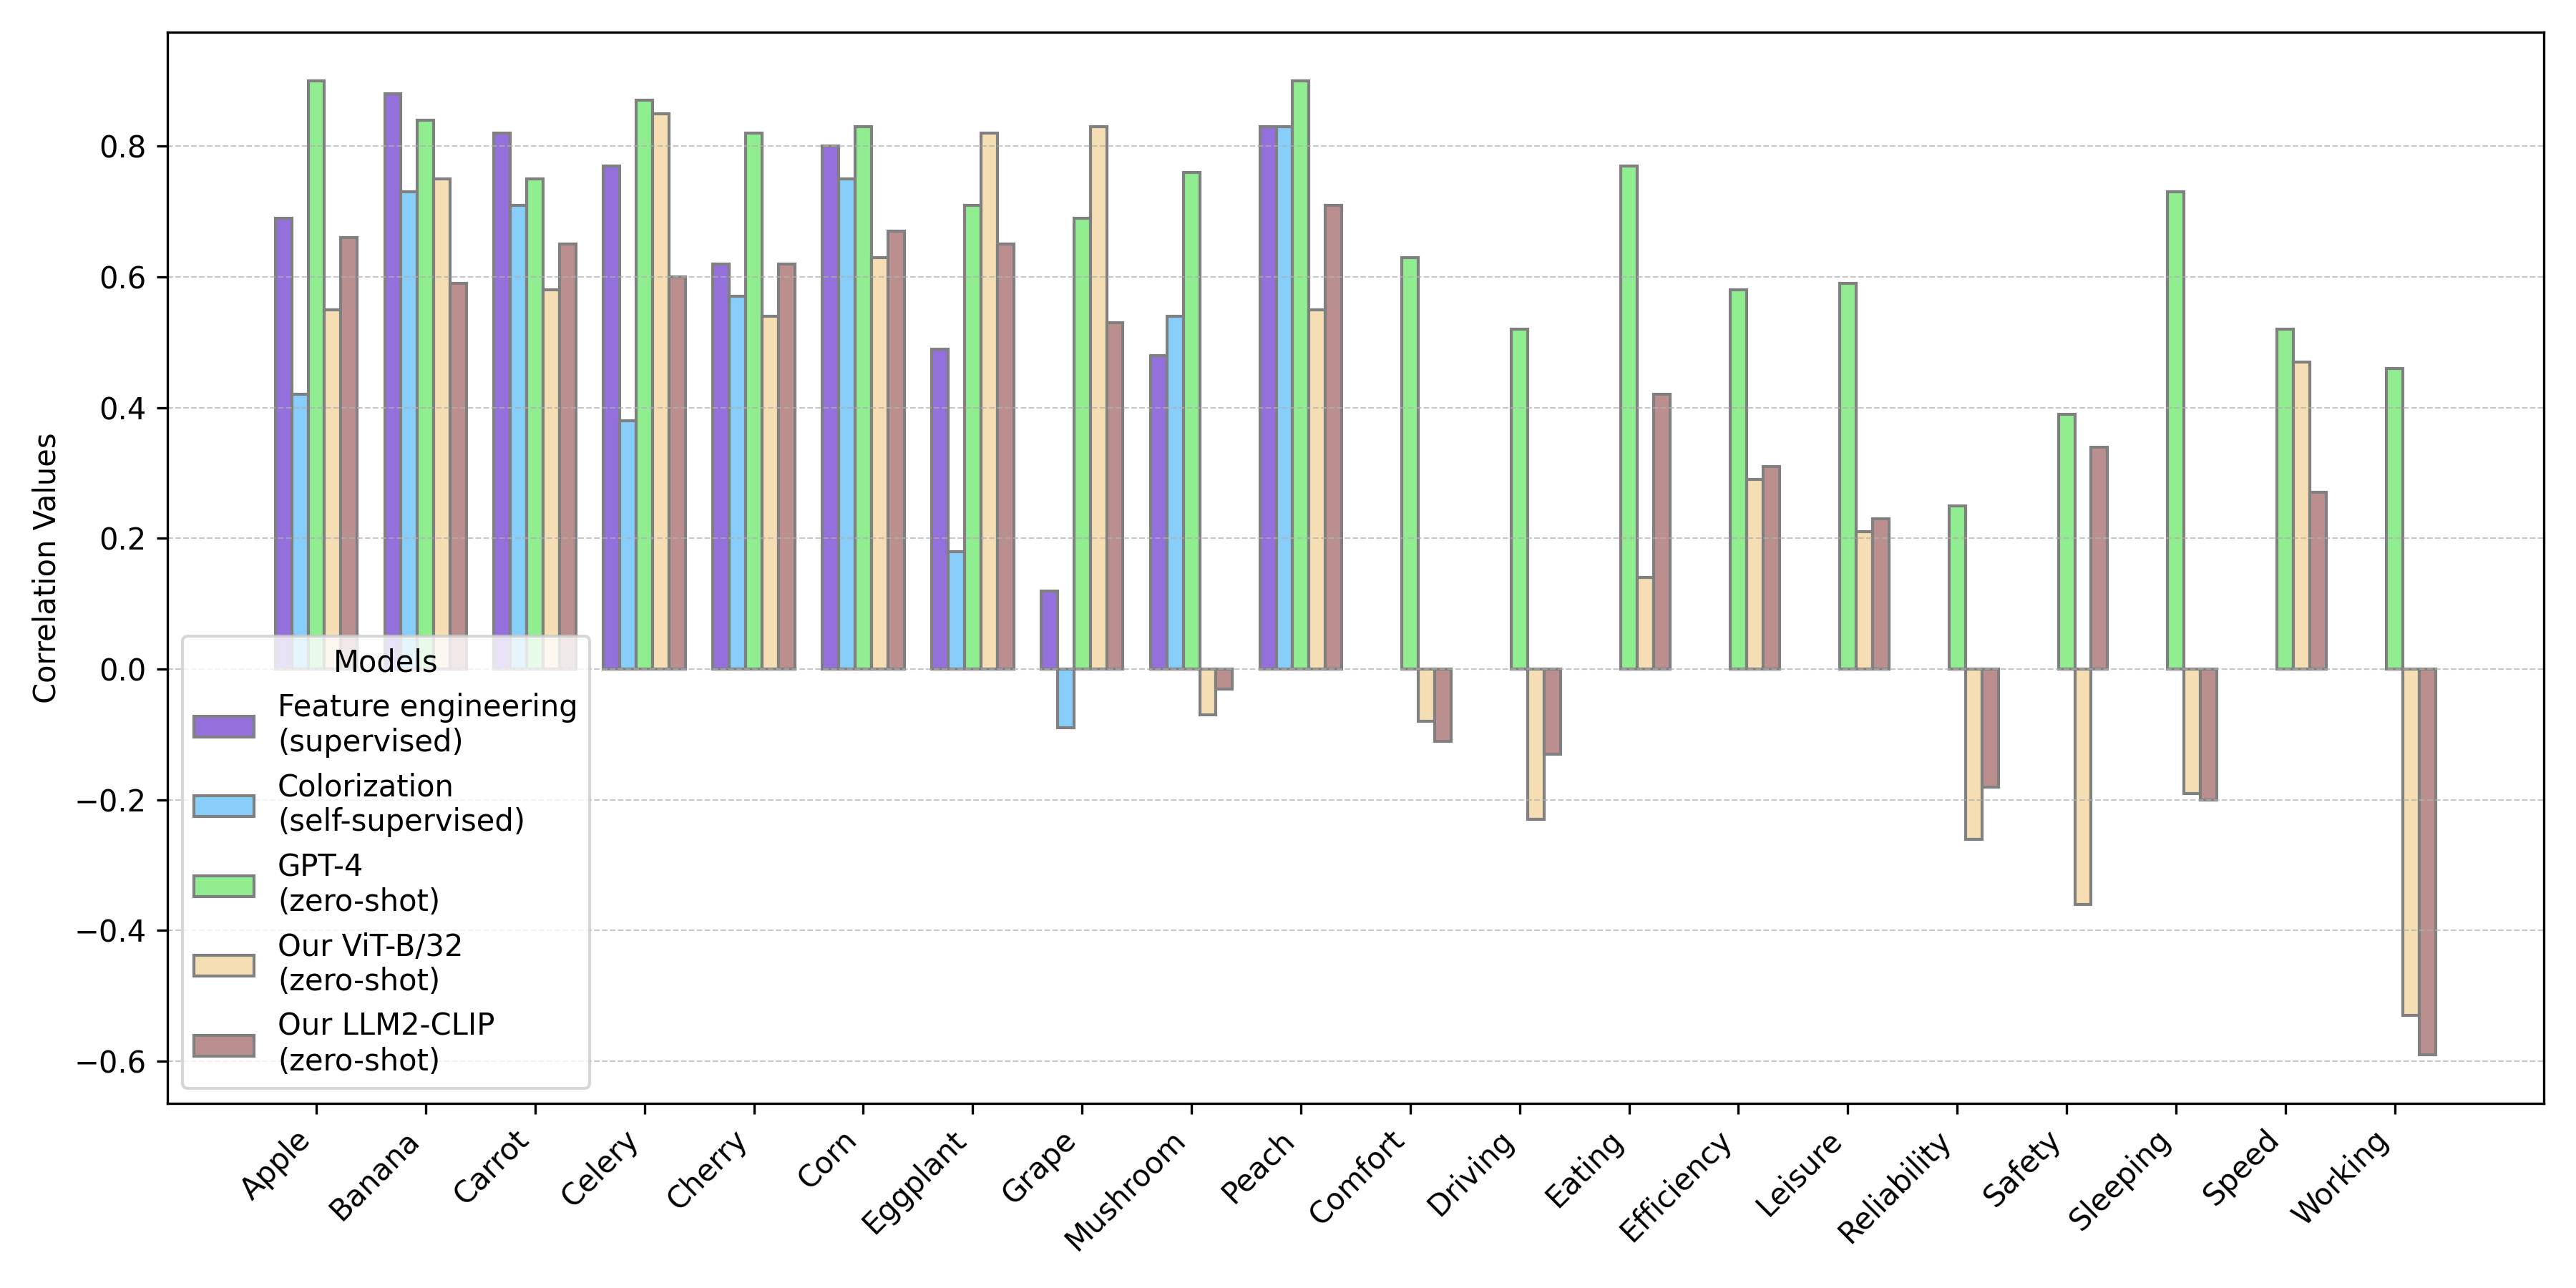 Correlation Values
0.8
0.6
0.4
0.2
0.0
−0.2
−0.4
−0.6
Models
Feature engineering
(supervised)
Colorization
(self-supervised)
GPT-4
(zero-shot)
Our ViT-B/32
(zero-shot)
Our LLM2-CLIP
(zero-shot)
Apple
Banana
Carrot
Celery
Cherry
Corn
Eggplant
Grape
Mushroom
Peach
Comfort
Driving
Eating
Efficiency
Leisure
Reliability
Safety
Sleeping
Speed
Working